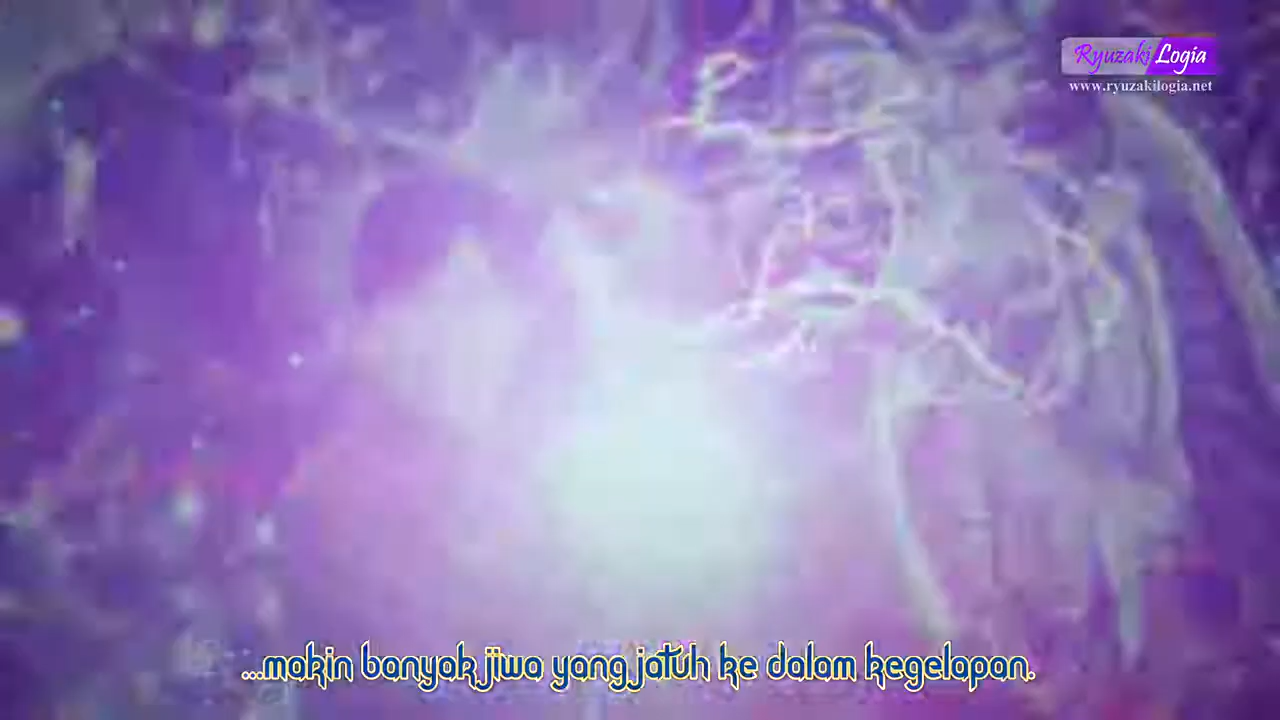 Ryuzaki Logia
www.ryuzakilogia.net
...makin banyak jiwa yang jatuh ke dalam kegelapan.